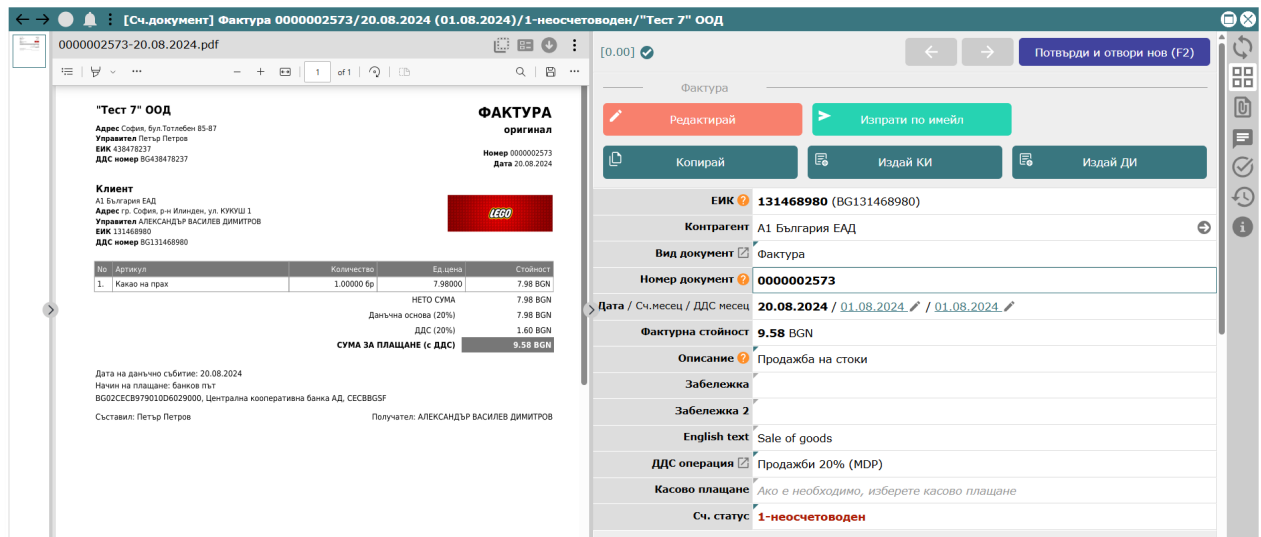 [Сч.документ] Фактура 0000002573/20.08.2024 (01.08.2024)/1-неосчетоводен/"Тест 7" ООД
0000002573-20.08.2024.pdf
1 of 1
"Тест 7" ООД
Адрес София, бул.Тотлебен 85-87
Управител Петър Петров
ЕИК 438478237
ДДС номер BG438478237
ФАКТУРА
оригинал
Номер 0000002573
Дата 20.08.2024
Клиент
А1 България ЕАД
Адрес гр. София, р-н Илинден, ул. КУКУШ 1
Управител АЛЕКСАНДЪР ВАСИЛЕВ ДИМИТРОВ
ЕИК 131468980
ДДС номер BG131468980
LEGO
No Артикул Количество Ед.цена Стойност
1. Какао на прах 1.00000 бр 7.98000 7.98 BGN
НЕТО СУМА 7.98 BGN
Данъчна основа (20%) 7.98 BGN
ДДС (20%) 1.60 BGN
СУМА ЗА ПЛАЩАНЕ (с ДДС) 9.58 BGN
Дата на данъчно събитие: 20.08.2024
Начин на плащане: банков път
BG02CECB979010D6029000, Централна кооперативна банка АД, CECBBGSF
Съставил: Петър Петров Получател: АЛЕКСАНДЪР ВАСИЛЕВ ДИМИТРОВ
[0.00]
Потвърди и отвори нов (F2)
Фактура
Редактирай Изпрати по имейл
Копирай Издай КИ Издай ДИ
ЕИК 131468980 (BG131468980)
Контрагент А1 България ЕАД
Вид документ Фактура
Номер документ 0000002573
Дата / Сч.месец / ДДС месец 20.08.2024 / 01.08.2024 / 01.08.2024
Фактурна стойност 9.58 BGN
Описание Продажба на стоки
Забележка
Забележка 2
English text Sale of goods
ДДС операция Продажби 20% (MDP)
Касово плащане Ако е необходимо, изберете касово плащане
Сч. статус 1-неосчетоводен